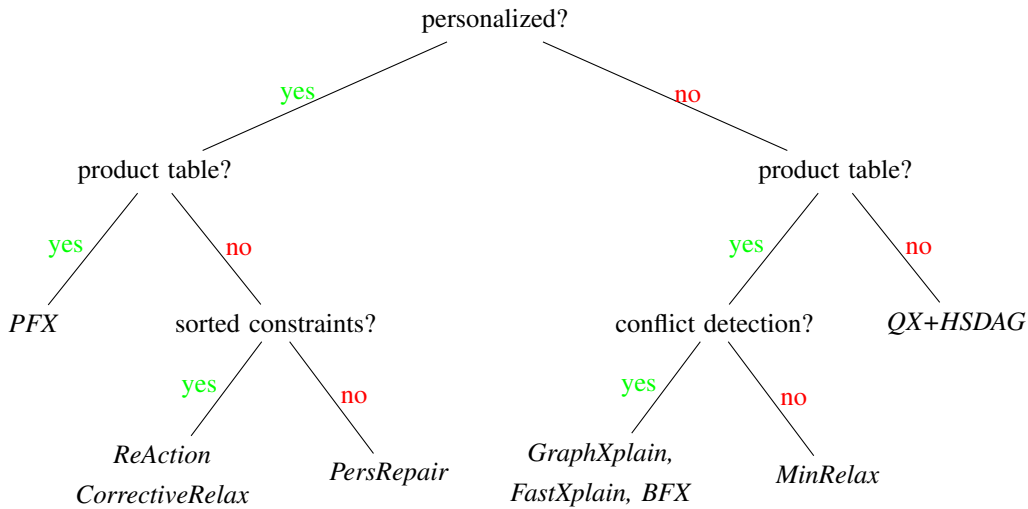 personalized?
yes
no
product table?
product table?
yes
no
yes
no
PFX
sorted constraints?
conflict detection?
QX+HSDAG
yes
no
yes
no
ReAction
CorrectiveRelax
PersRepair
GraphXplain,
FastXplain, BFX
MinRelax